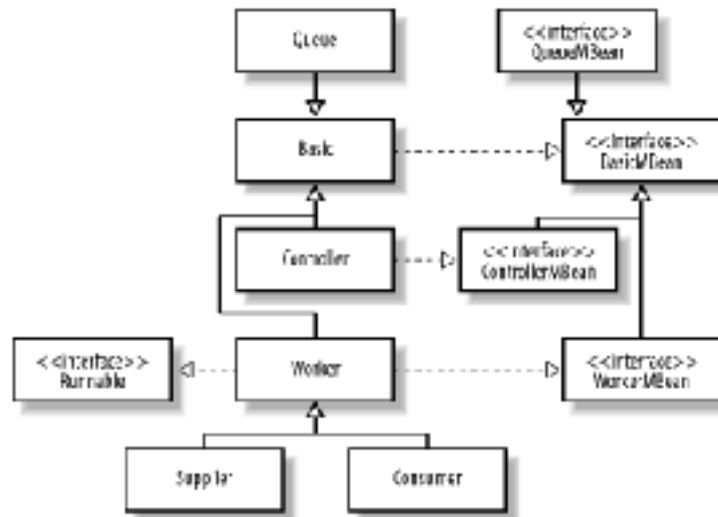 Queue
<<Interface>>
QueueMBean
Basic
<<Interface>>
BasicMBean
Controller
<<Interface>>
ControllerMBean
<<Interface>>
Runnable
Worker
<<Interface>>
WorkerMBean
Supplier
Consumer